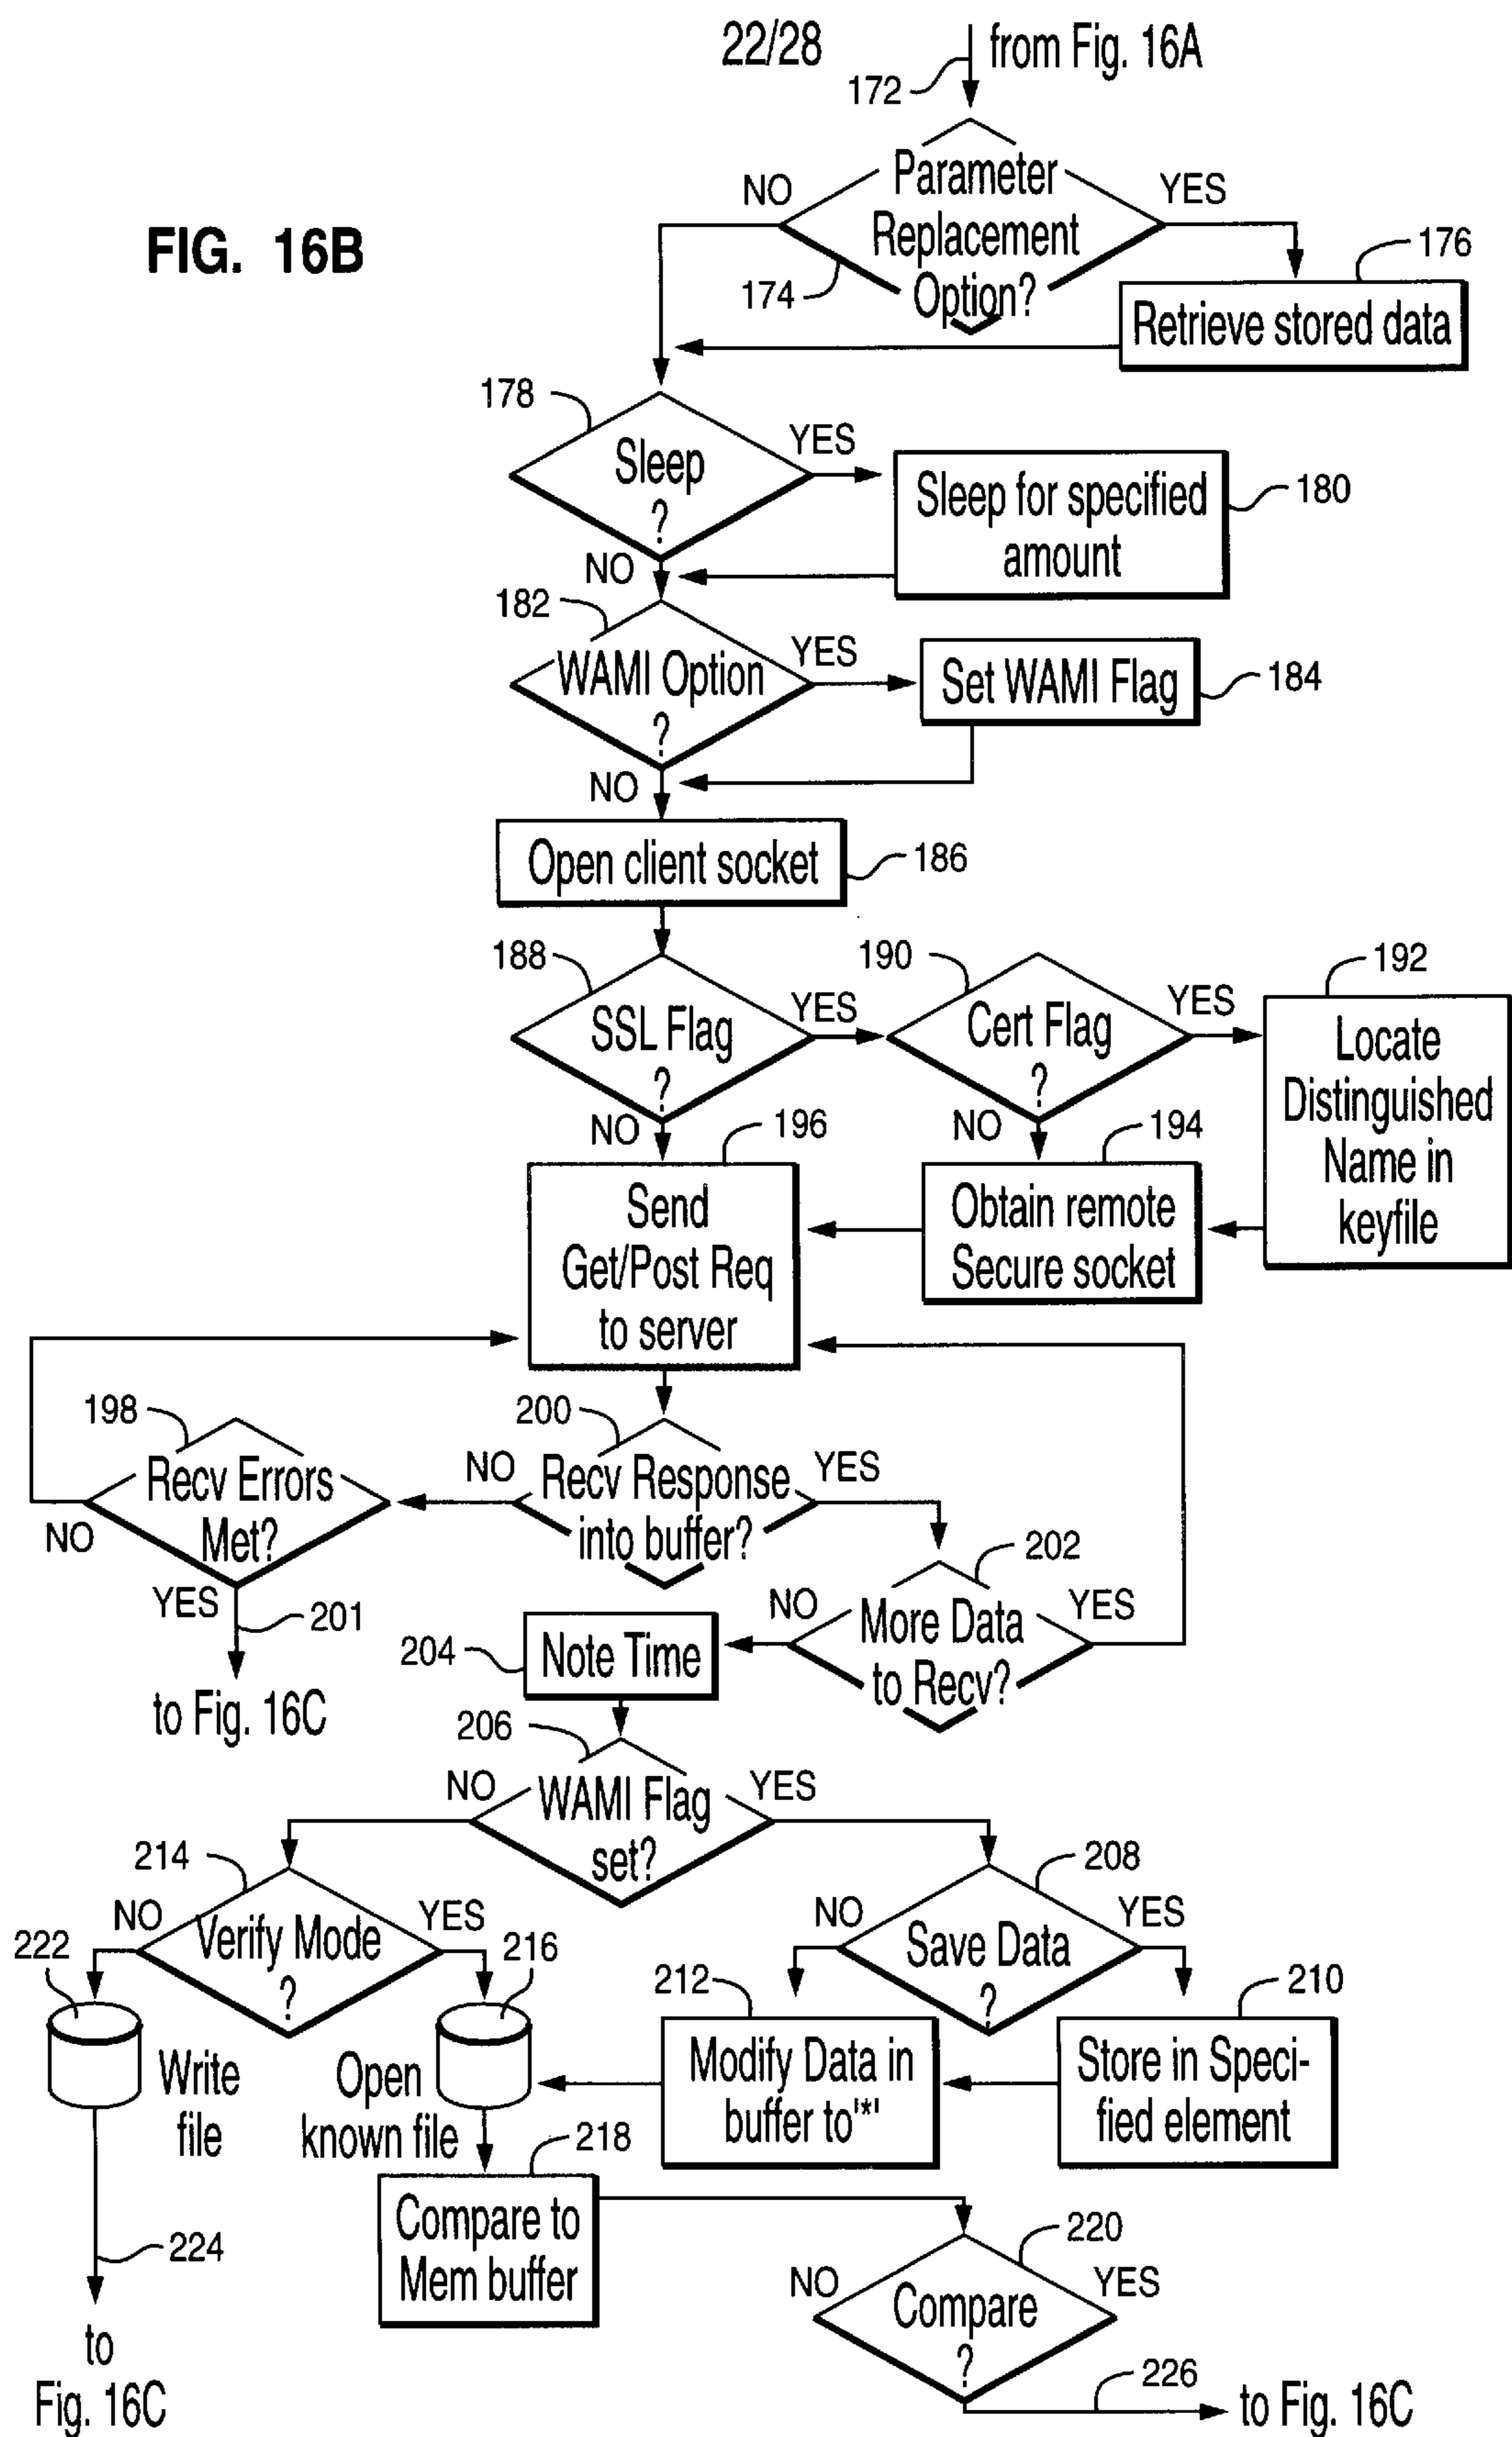 22/28
from Fig. 16A
172
FIG. 16B
NO
Parameter
Replacement
Option?
YES
174
176
Retrieve stored data
178
Sleep
?
YES
NO
Sleep for specified
amount
180
182
WAMI Option
?
YES
NO
Set WAMI Flag
184
Open client socket
186
188
SSL Flag
?
YES
NO
190
Cert Flag
?
YES
NO
192
Locate
Distinguished
Name in
keyfile
194
Obtain remote
Secure socket
196
Send
Get/Post Req
to server
198
Recv Errors
Met?
NO
YES
201
to Fig. 16C
200
NO
Recv Response
into buffer?
YES
202
NO
More Data
to Recv?
YES
204
Note Time
206
NO
WAMI Flag
set?
YES
214
NO
Verify Mode
?
YES
208
NO
Save Data
?
YES
222
Write
file
216
Open
known file
212
Modify Data in
buffer to'*'
210
Store in Speci-
fied element
218
Compare to
Mem buffer
224
to
Fig. 16C
220
NO
Compare
?
YES
226
to Fig. 16C